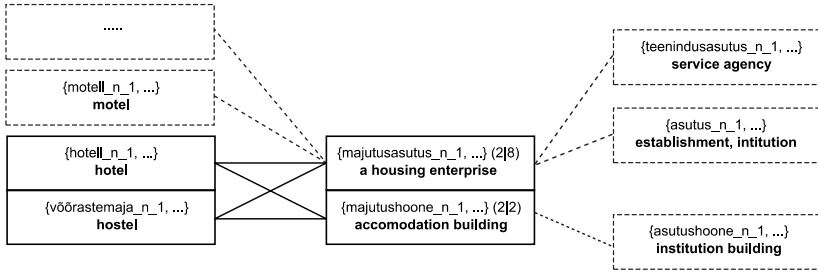 .....
{motell_n_1, ...}
motel
{hotell_n_1, ...}
hotel
{võõrastemaja_n_1, ...}
hostel
{majutusasutus_n_1, ...} (2|8)
a housing enterprise
{majutushoone_n_1, ...} (2|2)
accomodation building
{teenindusasutus_n_1, ...}
service agency
{asutus_n_1, ...}
establishment, intitution
{asutushoone_n_1, ...}
institution building